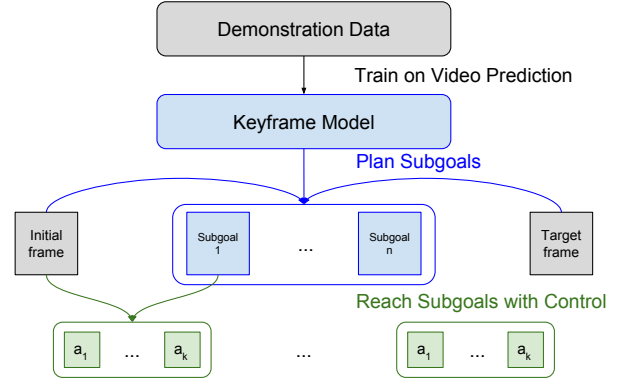 Demonstration Data
Train on Video Prediction
Keyframe Model
Plan Subgoals
Initial
frame
Subgoal
1
...
Subgoal
n
Target
frame
Reach Subgoals with Control
a1 ... ak ... a1 ... ak